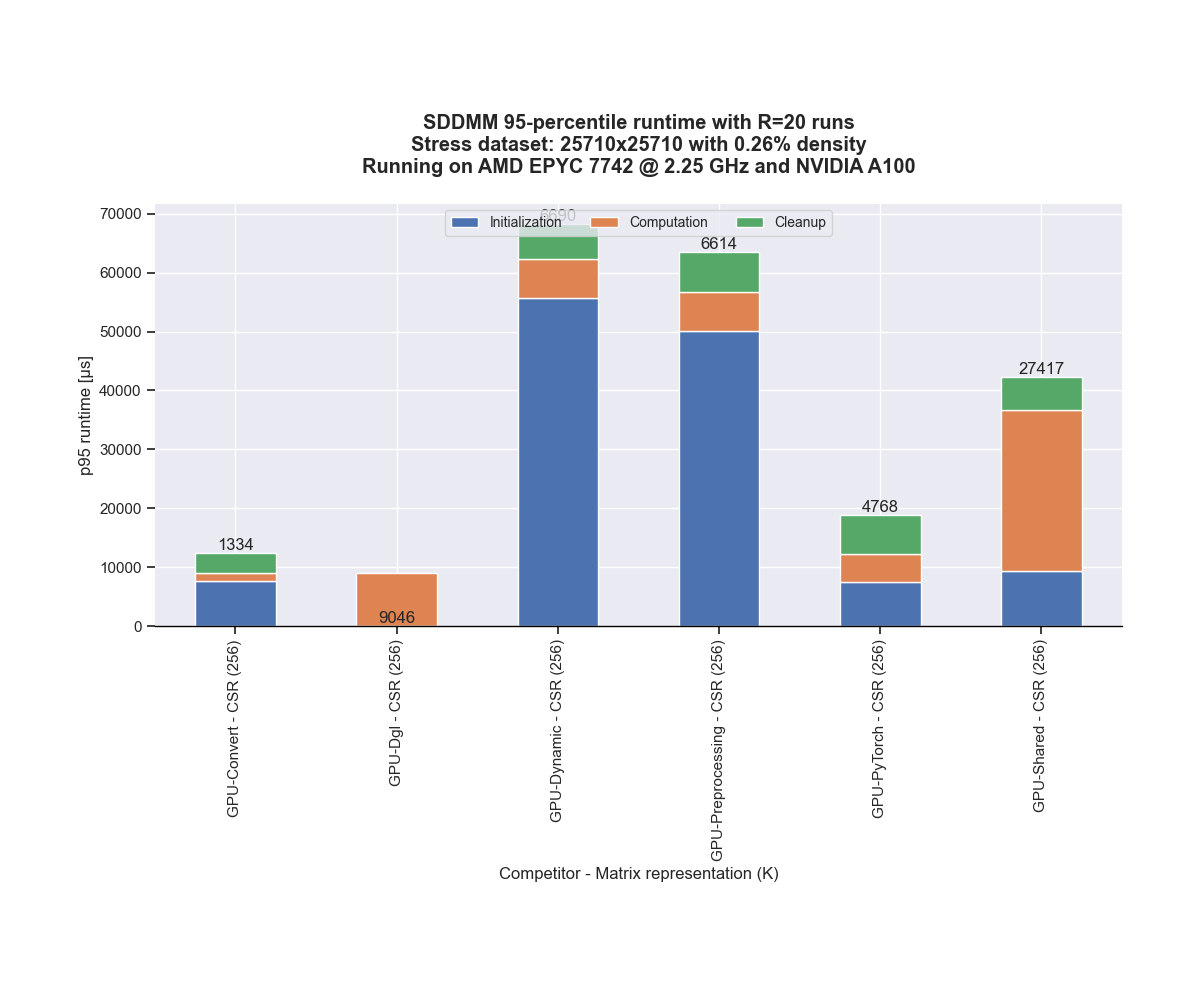 SDDMM 95-percentile runtime with R=20 runs
Stress dataset: 25710x25710 with 0.26% density
Running on AMD EPYC 7742 @ 2.25 GHz and NVIDIA A100
Initialization Computation Cleanup
6690
6614
27417
4768
1334
9046
70000
60000
50000
40000
30000
20000
10000
0
p95 runtime [µs]
GPU-Convert - CSR (256)
GPU-Dgl - CSR (256)
GPU-Dynamic - CSR (256)
GPU-Preprocessing - CSR (256)
GPU-PyTorch - CSR (256)
GPU-Shared - CSR (256)
Competitor - Matrix representation (K)